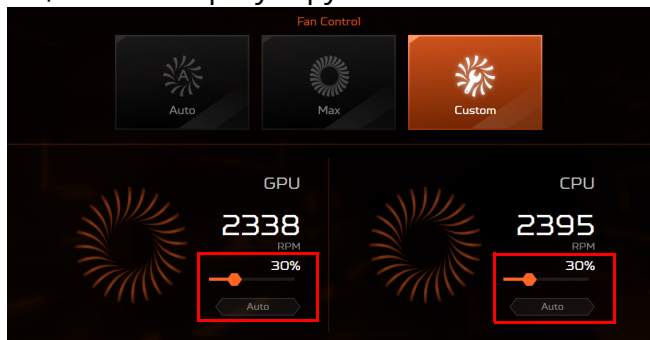 Fan Control
Auto
Max
Custom
GPU
2338
RPM
30%
Auto
CPU
2395
RPM
30%
Auto